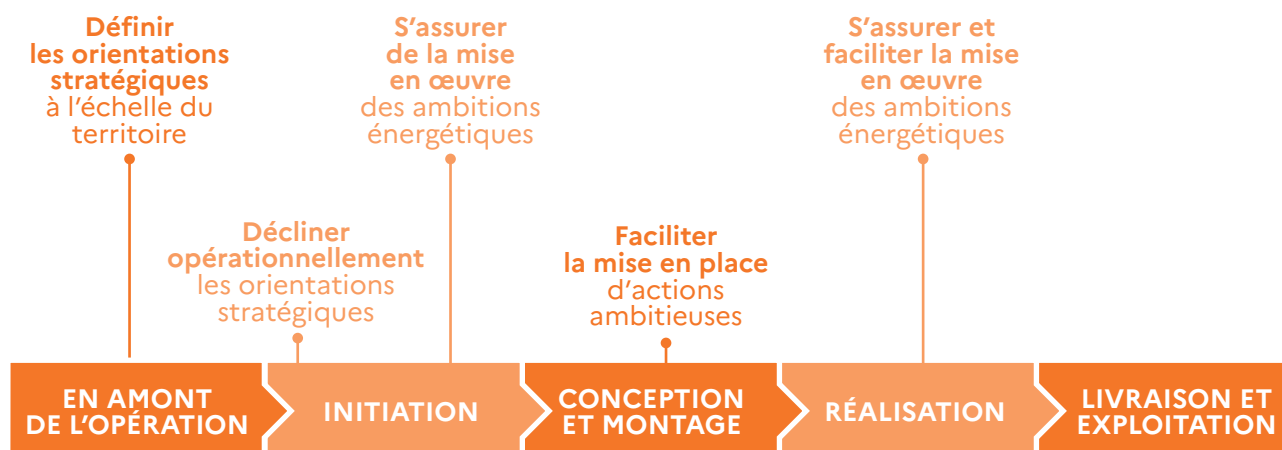 Définir
les orientations
stratégiques
à l’échelle du
territoire
S’assurer
de la mise
en œuvre
des ambitions
énergétiques
S’assurer et
faciliter la mise
en œuvre
des ambitions
énergétiques
Décliner
opérationnellement
les orientations
stratégiques
Faciliter
la mise en place
d’actions
ambitieuses
EN AMONT
DE L’OPÉRATION
INITIATION
CONCEPTION
ET MONTAGE
RÉALISATION
LIVRAISON ET
EXPLOITATION